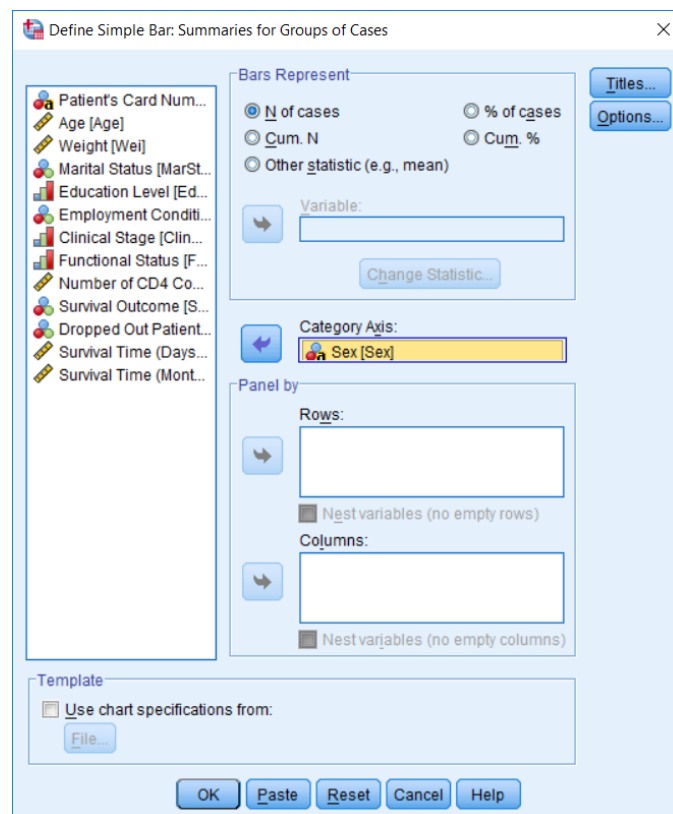 Define Simple Bar: Summaries for Groups of Cases
Patient's Card Num...
Age [Age]
Weight [Wei]
Marital Status [MarSt...
Education Level [Ed...
Employment Conditi...
Clinical Stage [Clin...
Functional Status [F...
Number of CD4 Co...
Survival Outcome [S...
Dropped Out Patient...
Survival Time (Days...
Survival Time (Mont...
Bars Represent
N of cases
% of cases
Cum. N
Cum. %
Other statistic (e.g., mean)
Variable:
Change Statistic...
Category Axis:
Sex [Sex]
Panel by
Rows:
Nest variables (no empty rows)
Columns:
Nest variables (no empty columns)
Titles...
Options...
Template
Use chart specifications from:
File...
OK
Paste
Reset
Cancel
Help